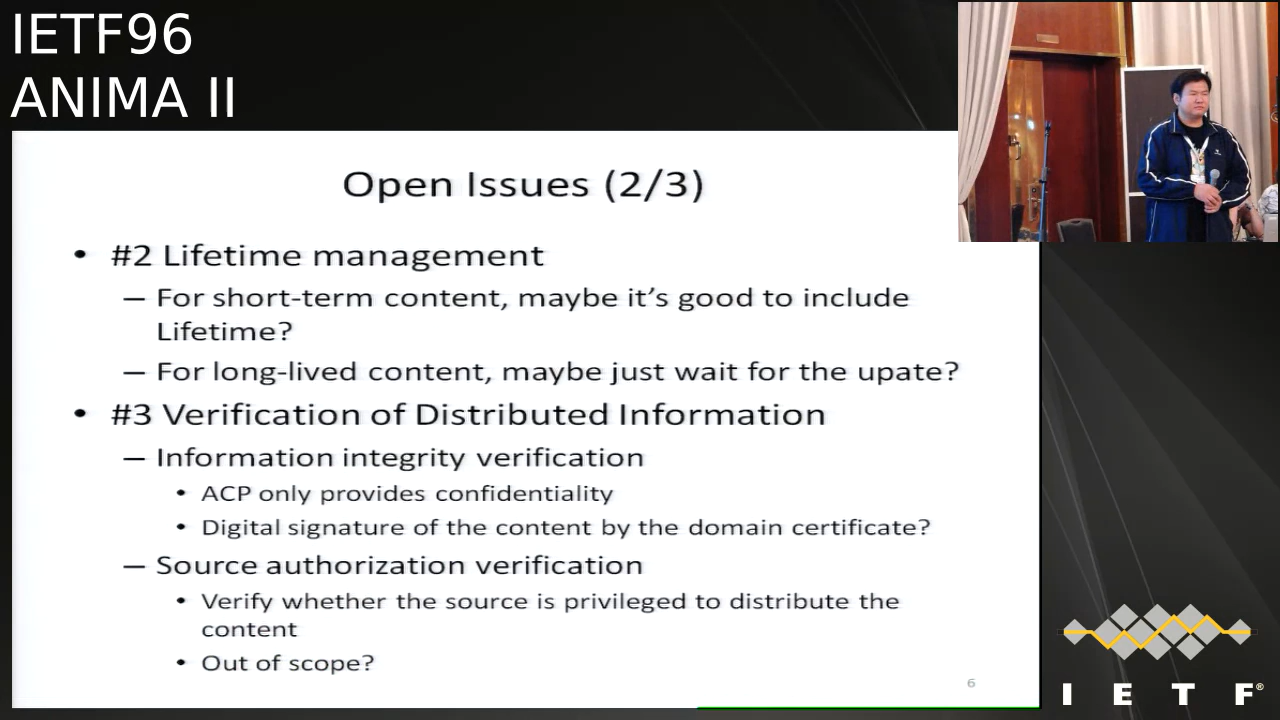 IETF96
ANIMA II
Open Issues (2/3)
• #2 Lifetime management
– For short-term content, maybe it’s good to include
Lifetime?
– For long-lived content, maybe just wait for the upate?
• #3 Verification of Distributed Information
– Information integrity verification
• ACP only provides confidentiality
• Digital signature of the content by the domain certificate?
– Source authorization verification
• Verify whether the source is privileged to distribute the
content
• Out of scope?
6
I E T F®